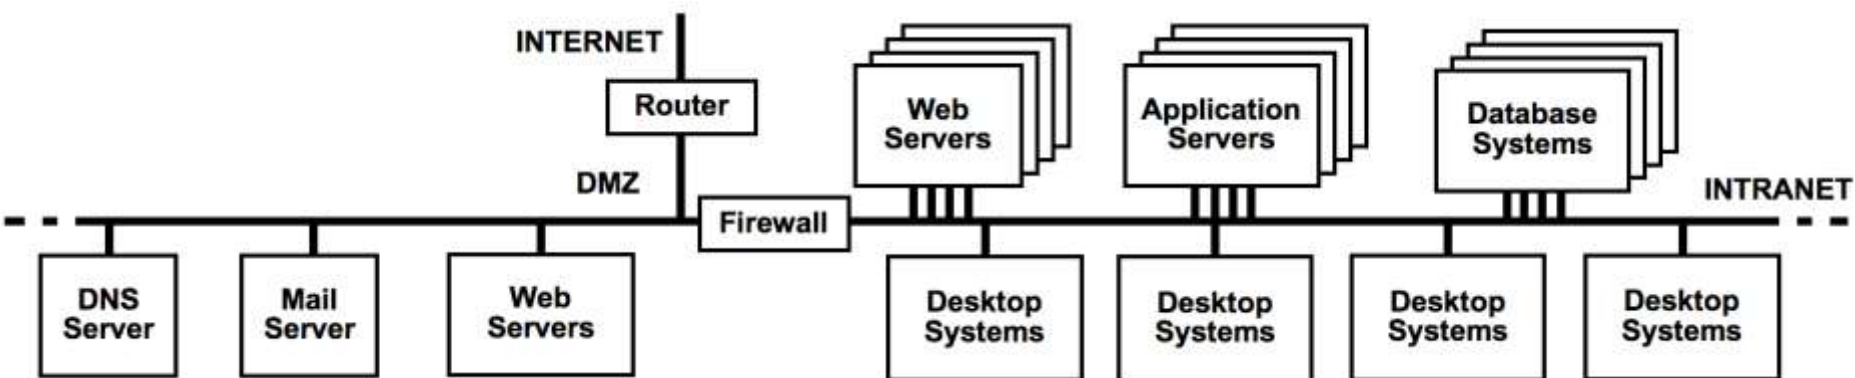 INTERNET
Router
DMZ
Firewall
Web
Servers
Application
Servers
Database
Systems
INTRANET
DNS
Server
Mail
Server
Web
Servers
Desktop
Systems
Desktop
Systems
Desktop
Systems
Desktop
Systems